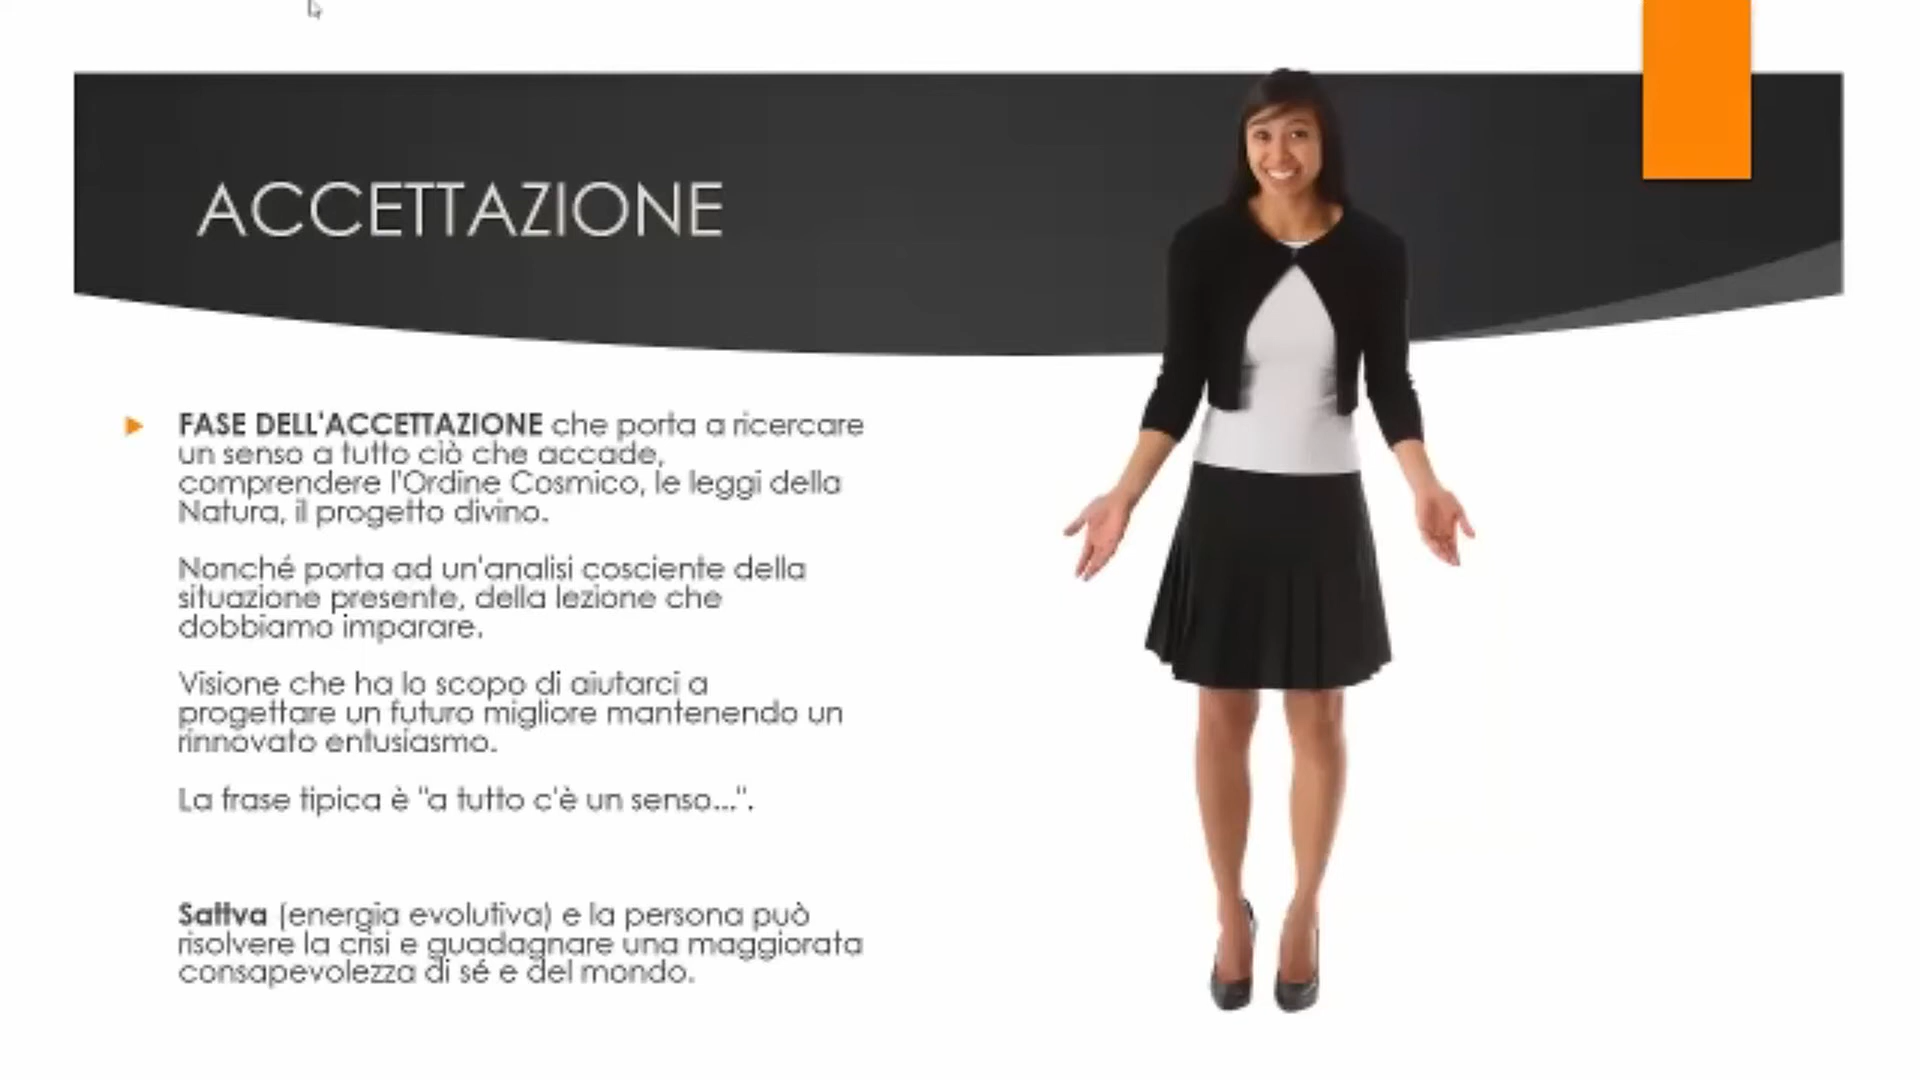 ACCETTAZIONE
FASE DELL'ACCETTAZIONE che porta a ricercare
un senso a tutto ciò che accade,
comprendere l'Ordine Cosmico, le leggi della
Natura, il progetto divino.
Nonché porta ad un'analisi cosciente della
situazione presente, della lezione che
dobbiamo imparare.
Visione che ha lo scopo di aiutarci a
progettare un futuro migliore mantenendo un
rinnovato entusiasmo.
La frase tipica è "a tutto c'è un senso...".
Sattva (energia evolutiva) e la persona può
risolvere la crisi e guadagnare una maggiorata
consapevolezza di sé e del mondo.